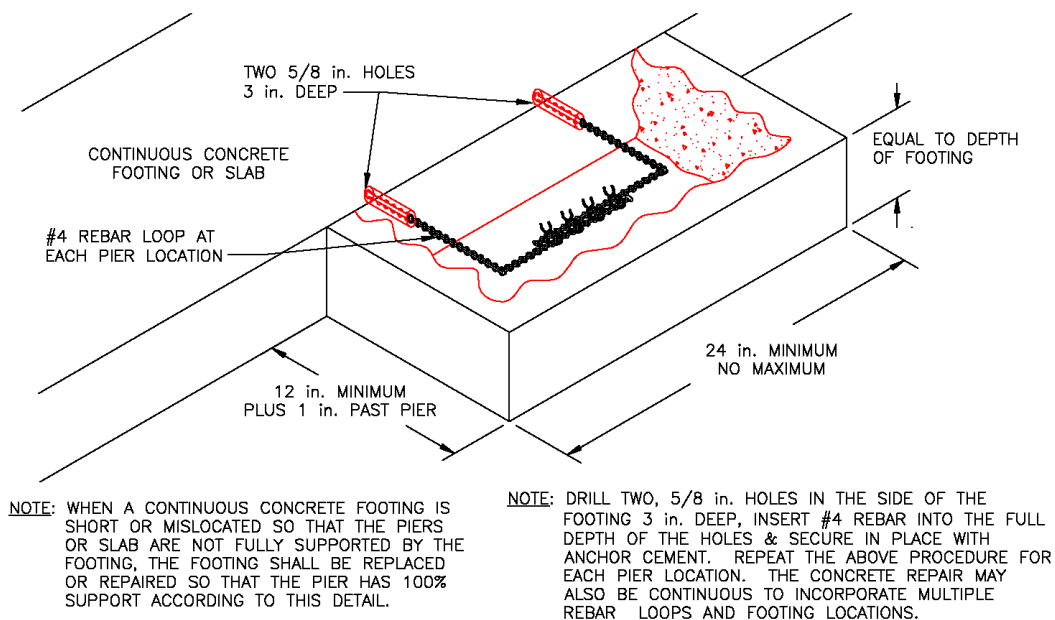 TWO 5/8 in. HOLES
3 in. DEEP
CONTINUOUS CONCRETE
FOOTING OR SLAB
#4 REBAR LOOP AT
EACH PIER LOCATION
EQUAL TO DEPTH
OF FOOTING
24 in. MINIMUM
NO MAXIMUM
12 in. MINIMUM
PLUS 1 in. PAST PIER
NOTE: WHEN A CONTINUOUS CONCRETE FOOTING IS
SHORT OR MISLOCATED SO THAT THE PIERS
OR SLAB ARE NOT FULLY SUPPORTED BY THE
FOOTING, THE FOOTING SHALL BE REPLACED
OR REPAIRED SO THAT THE PIER HAS 100%
SUPPORT ACCORDING TO THIS DETAIL.
NOTE: DRILL TWO, 5/8 in. HOLES IN THE SIDE OF THE
FOOTING 3 in. DEEP, INSERT #4 REBAR INTO THE FULL
DEPTH OF THE HOLES & SECURE IN PLACE WITH
ANCHOR CEMENT. REPEAT THE ABOVE PROCEDURE FOR
EACH PIER LOCATION. THE CONCRETE REPAIR MAY
ALSO BE CONTINUOUS TO INCORPORATE MULTIPLE
REBAR LOOPS AND FOOTING LOCATIONS.